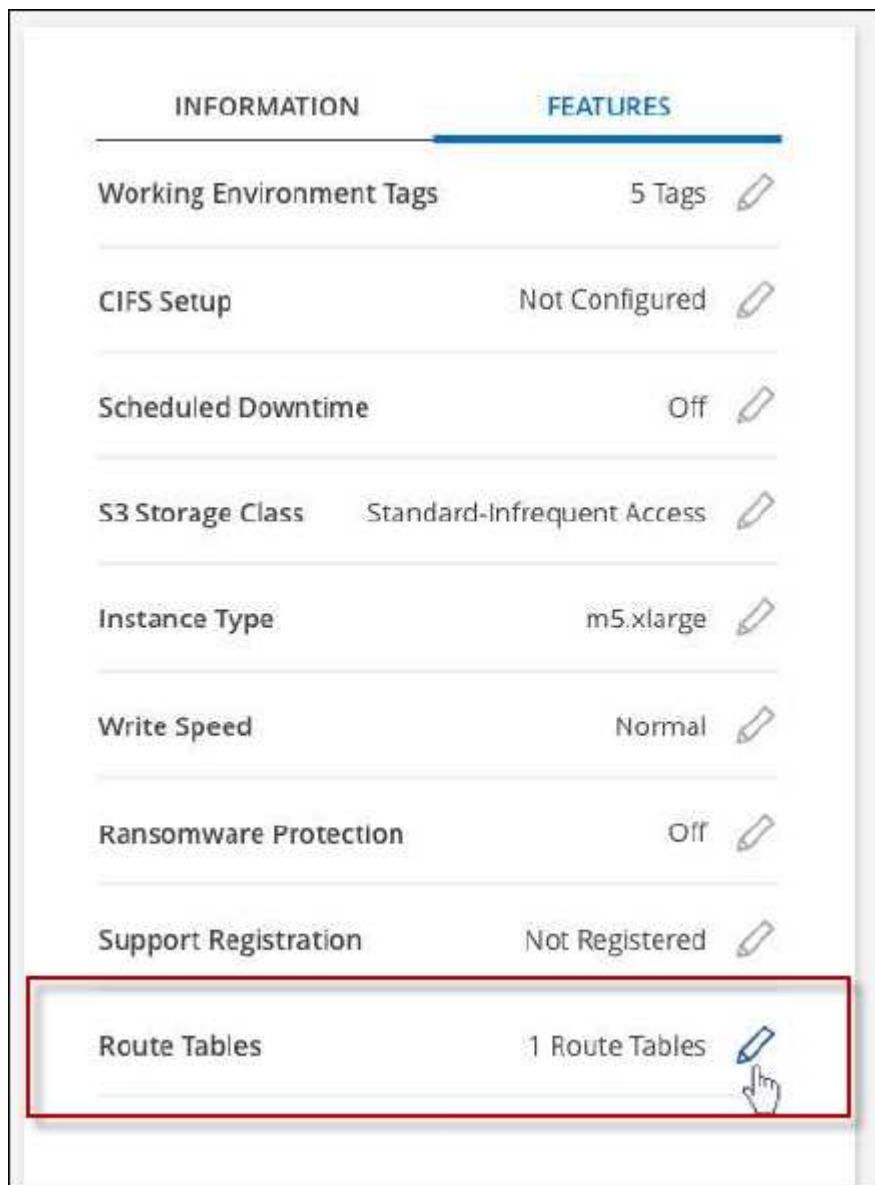 INFORMATION FEATURES
Working Environment Tags 5 Tags
CIFS Setup Not Configured
Scheduled Downtime Off
S3 Storage Class Standard-Infrequent Access
Instance Type m5.xlarge
Write Speed Normal
Ransomware Protection Off
Support Registration Not Registered
Route Tables 1 Route Tables